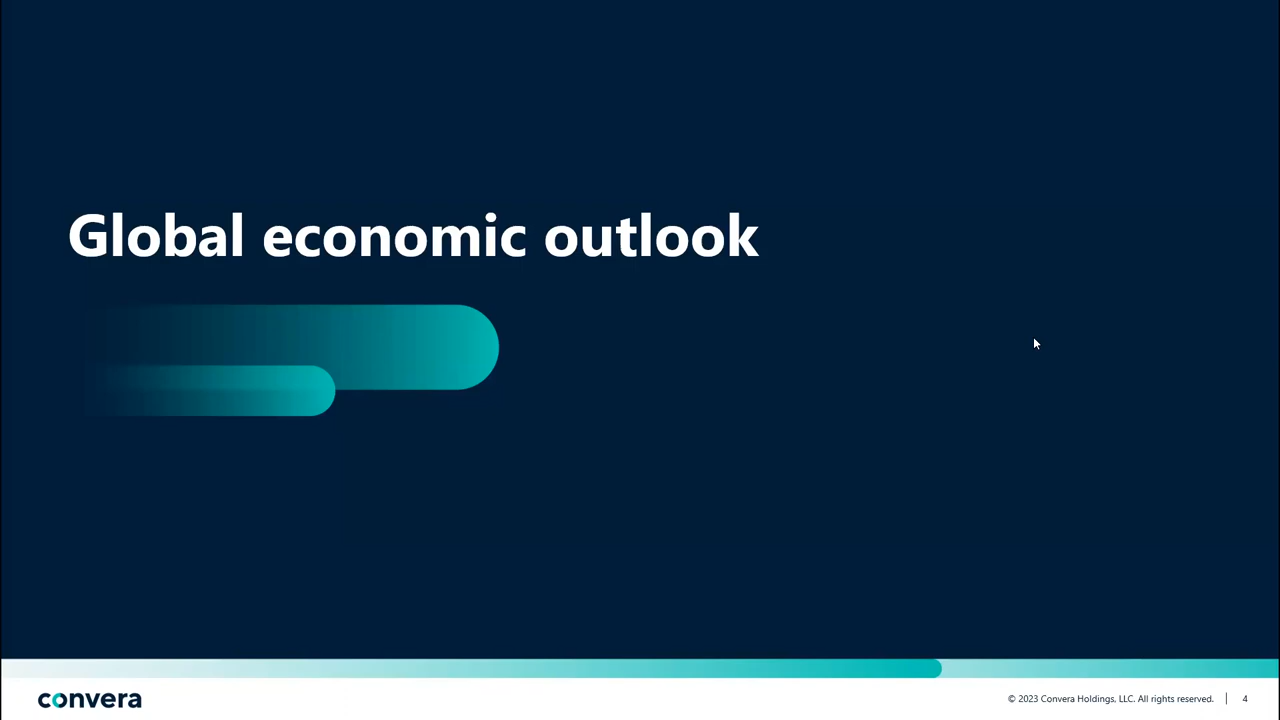 Global economic outlook
convera
© 2023 Convera Holdings, LLC. All rights reserved. | 4